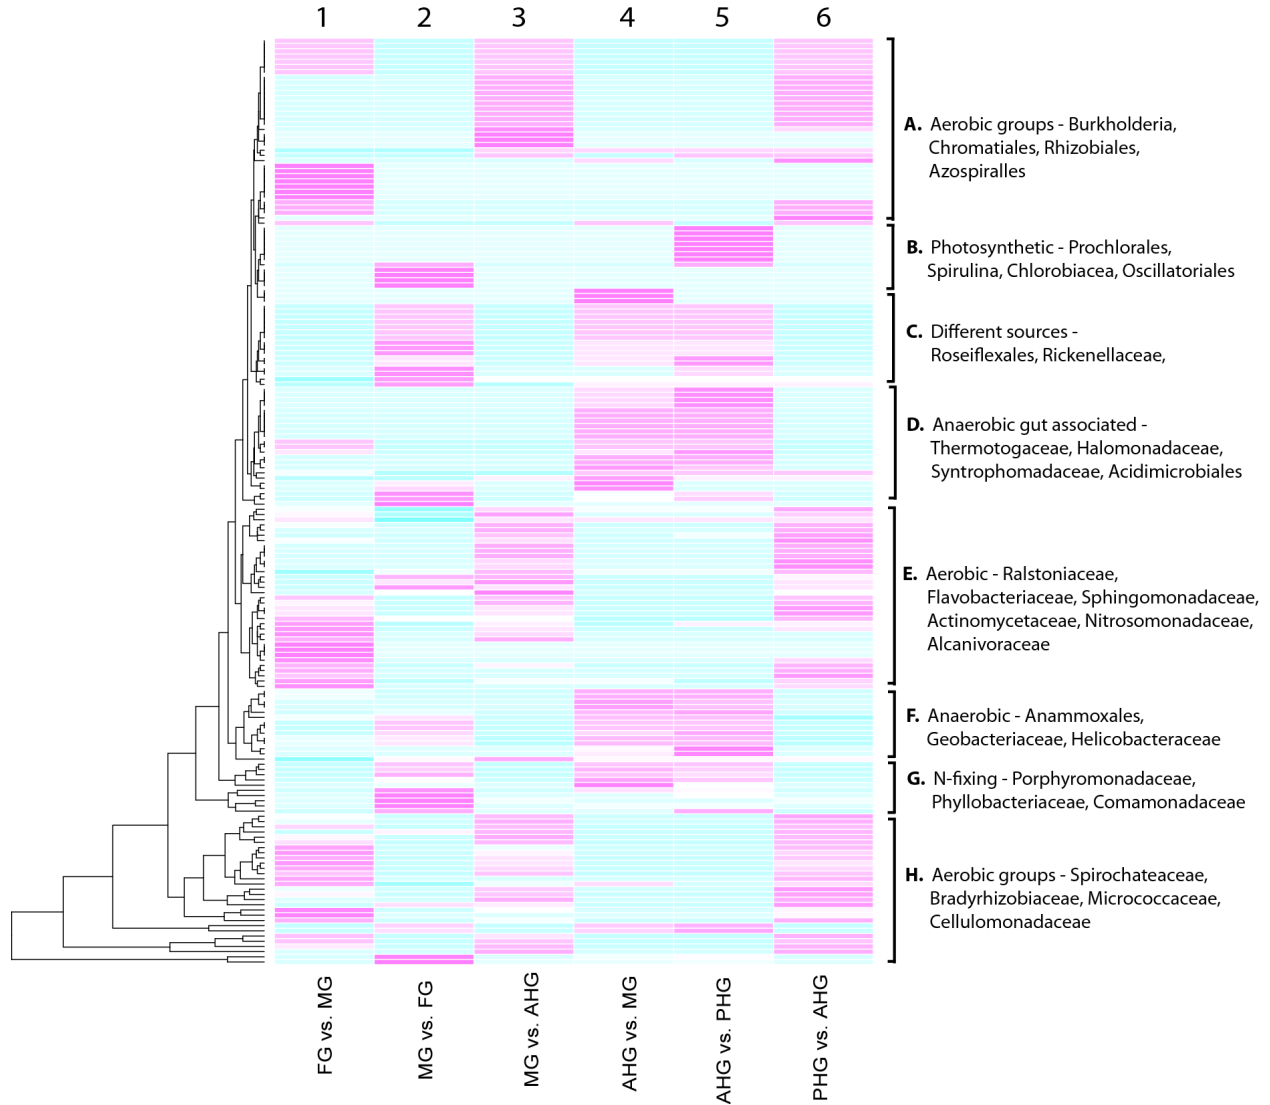 1 2 3 4 5 6
A. Aerobic groups - Burkholderia,
Chromatiales, Rhizobiales,
Azospiralles
B. Photosynthetic - Prochlorales,
Spirulina, Chlorobiacea, Oscillatoriales
C. Different sources -
Roseiflexales, Rickenellaceae,
D. Anaerobic gut associated -
Thermotogaceae, Halomonadaceae,
Syntrophomadaceae, Acidimicrobiales
E. Aerobic - Ralstoniaceae,
Flavobacteriaceae, Sphingomonadaceae,
Actinomycetaceae, Nitrosomonadaceae,
Alcanivoraceae
F. Anaerobic - Anammoxales,
Geobacteriaceae, Helicobacteraceae
G. N-fixing - Porphyromonadaceae,
Phyllobacteriaceae, Comamonadaceae
H. Aerobic groups - Spirochateaceae,
Bradyrhizobiaceae, Micrococcaceae,
Cellulomonadaceae
FG vs. MG
MG vs. FG
MG vs. AHG
AHG vs. MG
AHG vs. PHG
PHG vs. AHG